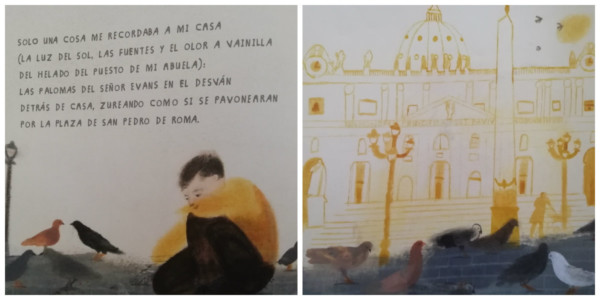 SOLO UNA COSA ME RECORDABA A MI CASA
(LA LUZ DEL SOL, LAS FUENTES Y EL OLOR A VAINILLA
DEL HELADO DEL PUESTO DE MI ABUELA):
LAS PALOMAS DEL SEÑOR EVANS EN EL DESVÁN
DETRÁS DE CASA, ZUREANDO COMO SI SE PAVONEARAN
POR LA PLAZA DE SAN PEDRO DE ROMA.